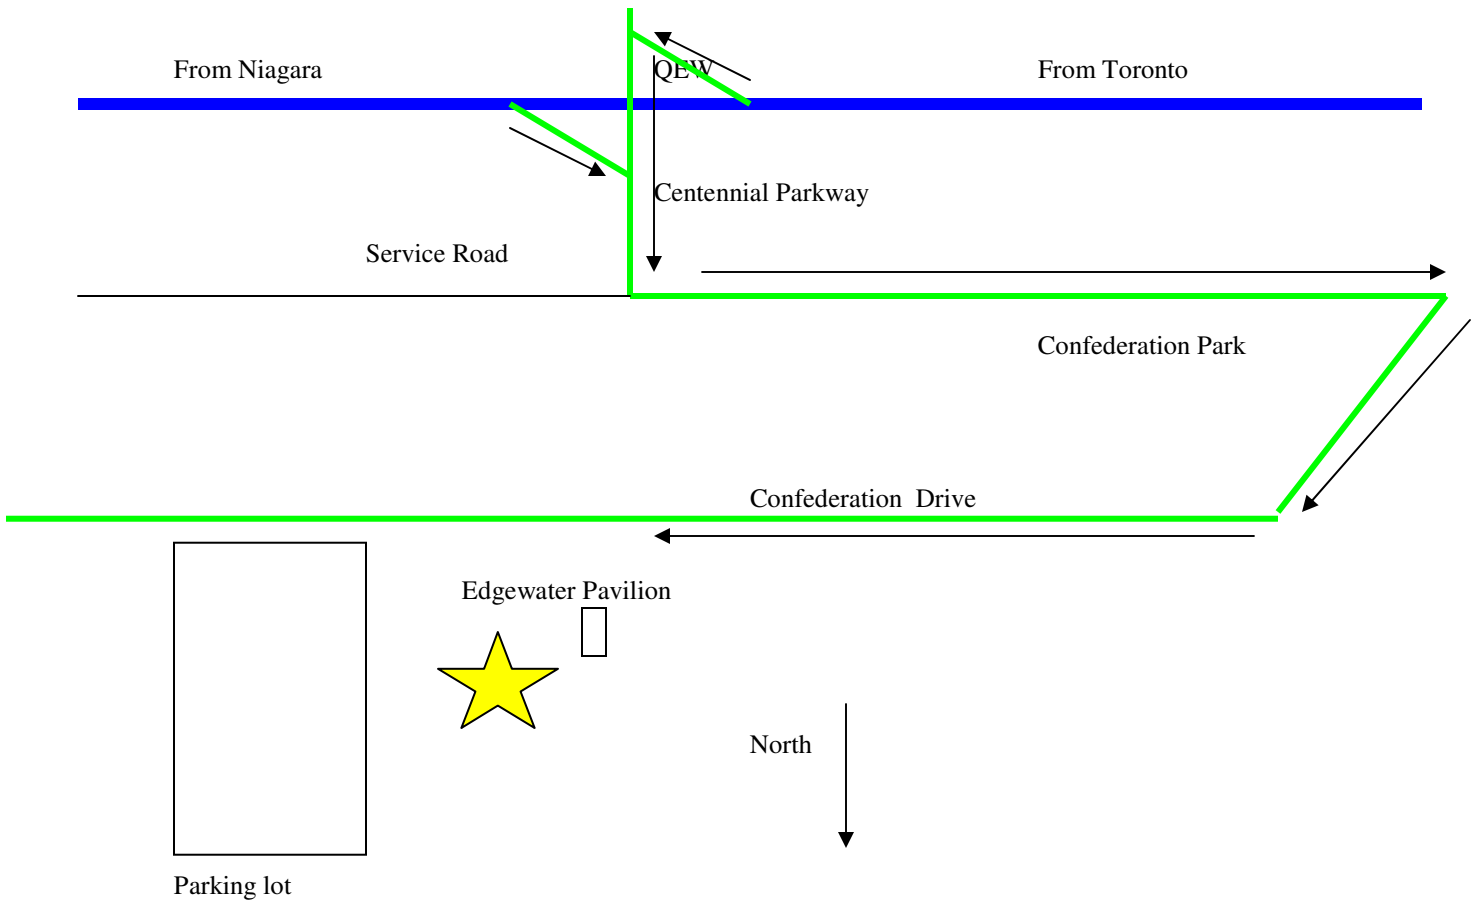 From Niagara
QEW
From Toronto
Centennial Parkway
Service Road
Confederation Park
Confederation  Drive
Edgewater Pavilion
North
Parking lot